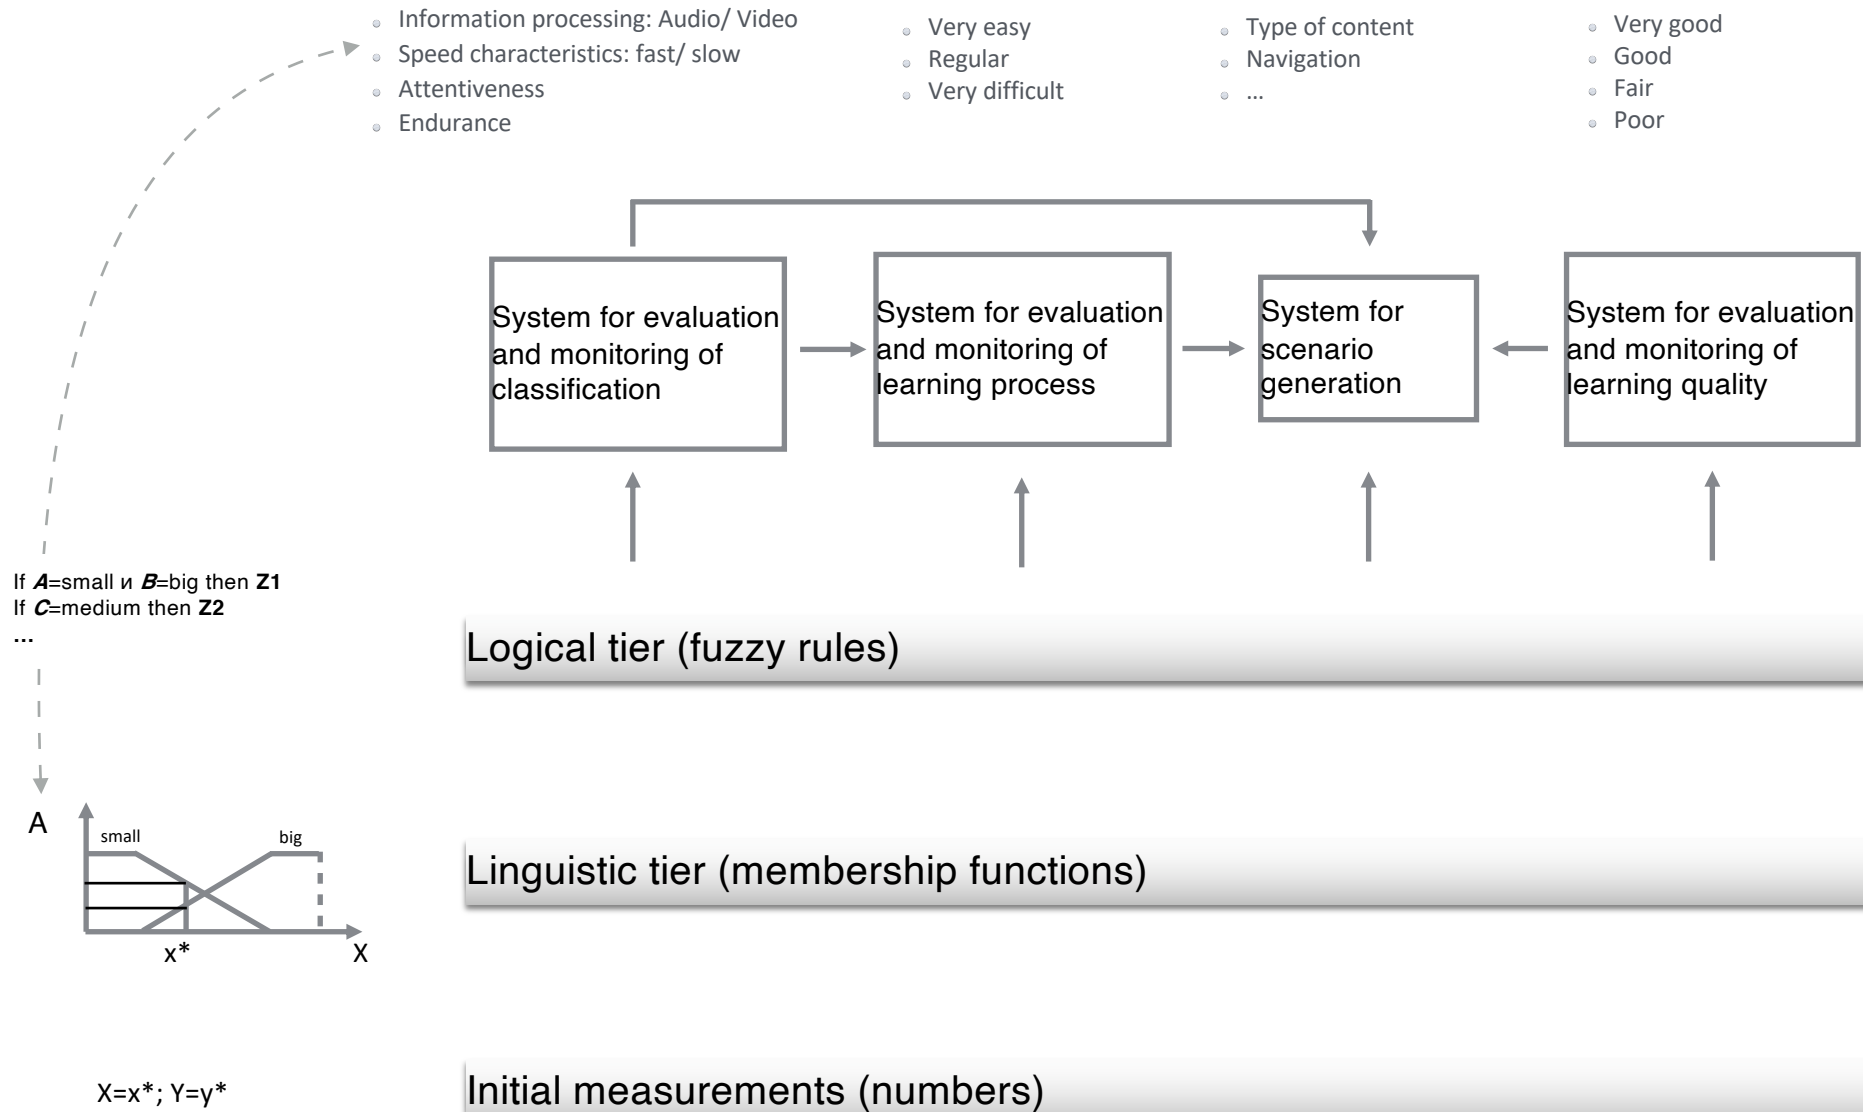 Information processing: Audio/ Video
Speed characteristics: fast/ slow
Attentiveness
Endurance
Very easy
Regular
Very difficult
Type of content
Navigation
...
Very good
Good
Fair
Poor
System for evaluation
and monitoring of
classification
System for evaluation
and monitoring of
learning process
System for
scenario
generation
System for evaluation
and monitoring of
learning quality
If A=small и B=big then Z1
If C=medium then Z2
...
Logical tier (fuzzy rules)
A
small
big
x*
X
Linguistic tier (membership functions)
X=x*; Y=y*
Initial measurements (numbers)